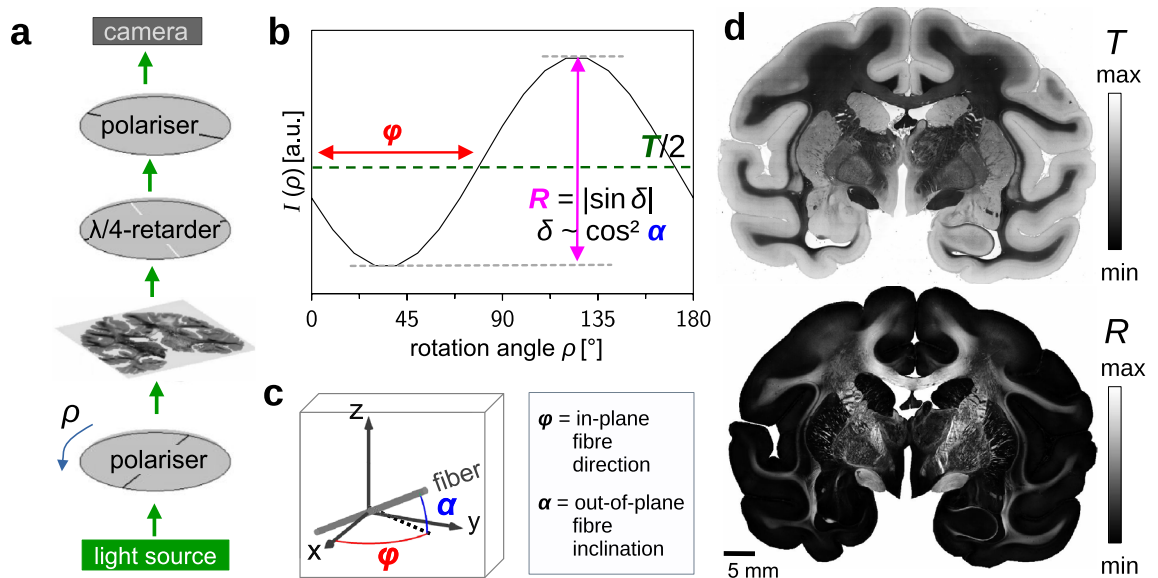 a
camera
polariser
λ/4-retarder
ρ
polariser
light source
b
I (ρ) [a.u.]
φ
T/2
R = |sin δ|
δ ~ cos² α
0 45 90 135 180
rotation angle ρ [°]
c
z
fiber
α
y
x
φ
φ = in-plane
fibre
direction
α = out-of-plane
fibre
inclination
d
T
max
min
R
max
min
5 mm